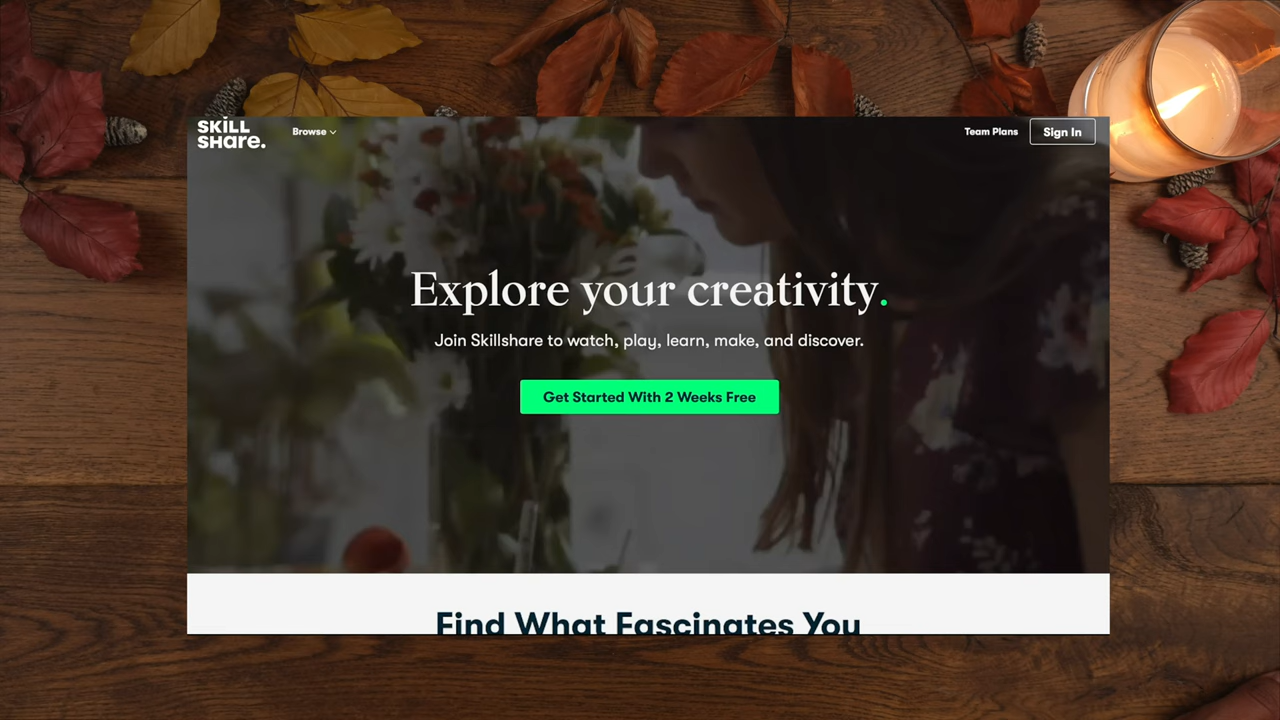 SKILL
SHare.
Browse
Team Plans
Sign In
Explore your creativity.
Join Skillshare to watch, play, learn, make, and discover.
Get Started With 2 Weeks Free
Find What Fascinates You